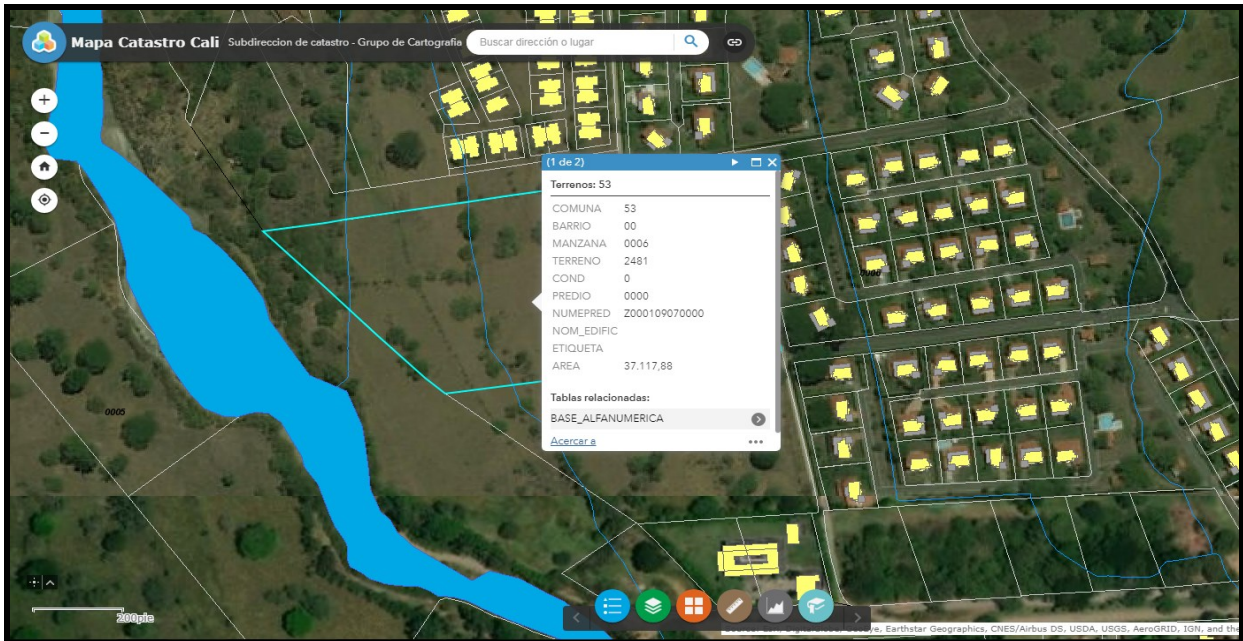 Mapa Catastro Cali Subdireccion de catastro - Grupo de Cartografia Buscar dirección o lugar
(1 de 2)
Terrenos: 53
COMUNA 53
BARRIO 00
MANZANA 0006
TERRENO 2481
COND 0
PREDIO 0000
NUMEPRED Z000109070000
NOM_EDIFIC
ETIQUETA
AREA 37.117,88
Tablas relacionadas:
BASE_ALFANUMERICA
Acercar a
0006
0005
200pie
Earthstar Geographics, CNES/Airbus DS, USDA, USGS, AeroGRID, IGN, and the